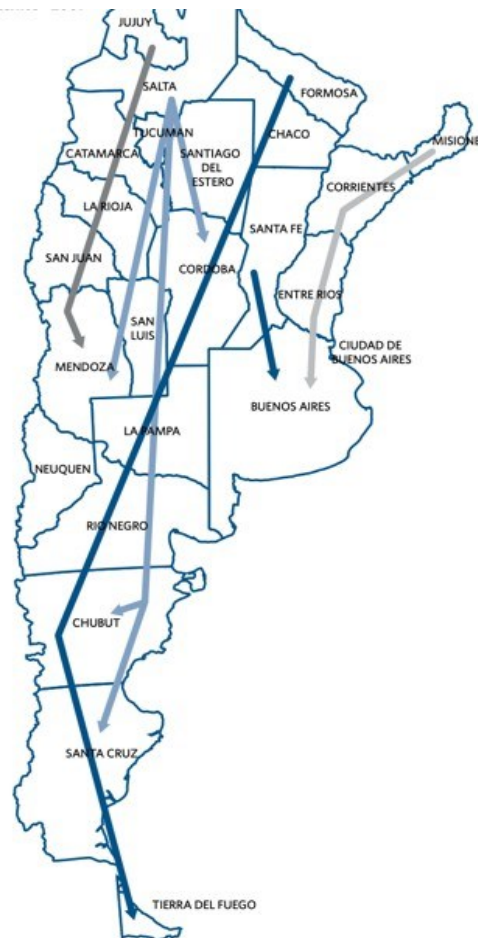 JUJUY
SALTA
FORMOSA
TUCUMAN
CHACO
MISIONE
CATAMARCA
SANTIAGO
DEL
ESTERO
CORRIENTES
LA RIOJA
SANTA FE
SAN JUAN
CORDOBA
ENTRE RIOS
SAN
LUIS
CIUDAD DE
BUENOS AIRES
MENDOZA
BUENOS AIRES
LA PAMPA
NEUQUEN
RIO NEGRO
CHUBUT
SANTA CRUZ
TIERRA DEL FUEGO